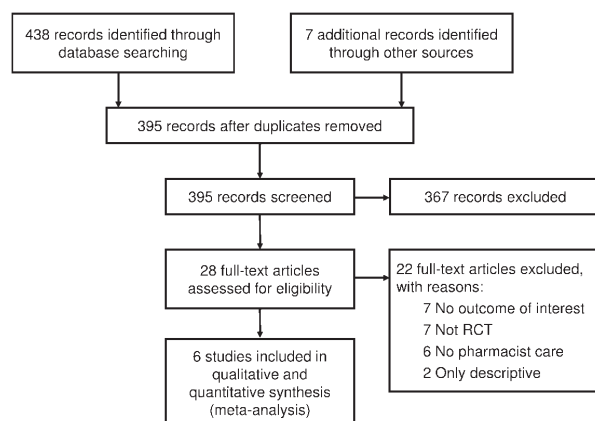 438 records identified through
database searching
7 additional records identified
through other sources
395 records after duplicates removed
395 records screened
367 records excluded
28 full-text articles
assessed for eligibility
22 full-text articles excluded,
with reasons:
7 No outcome of interest
7 Not RCT
6 No pharmacist care
2 Only descriptive
6 studies included in
qualitative and
quantitative synthesis
(meta-analysis)